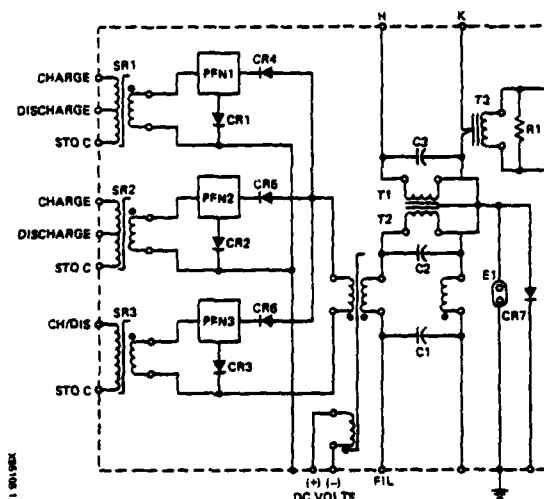 H K
SR1 CR4
CHARGE PFN1
DISCHARGE CR1
STO C
T3
R1
C3
T1
T2
CHARGE SR2 CR5
DISCHARGE PFN2
STO C CR2
C2
E1
CR7
CH/DIS SR3 CR6
PFN3
STO C CR3
C1
(+) (-) FIL
DC VOLTS